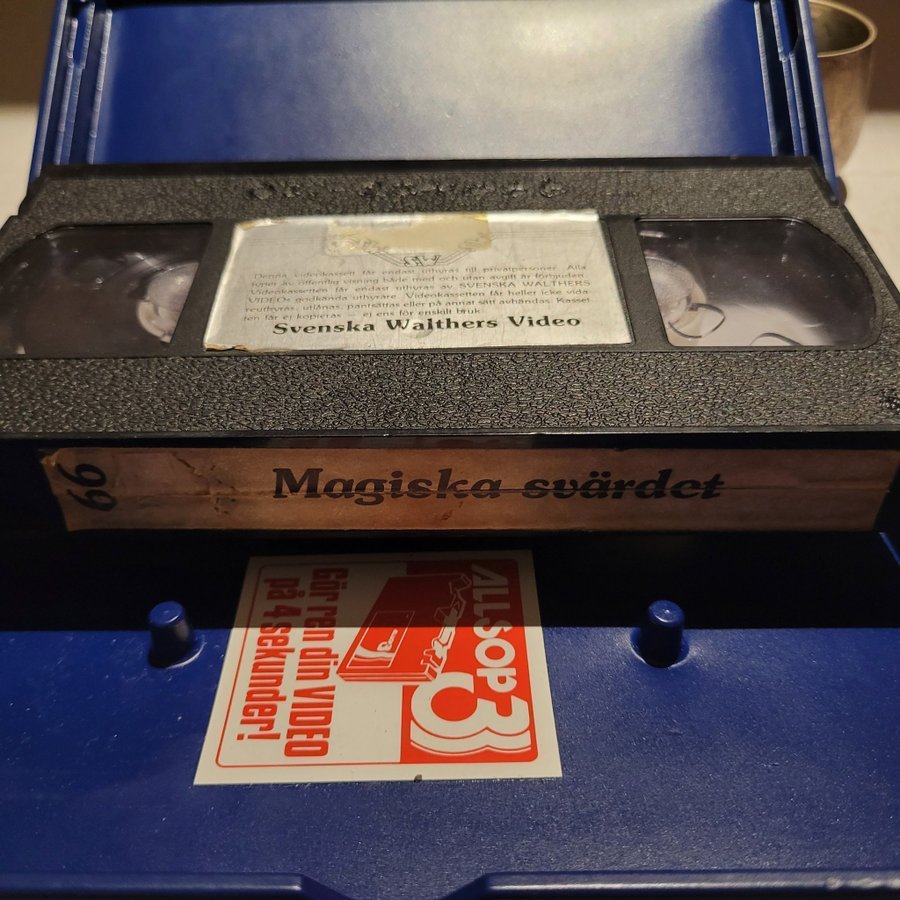 Denna videokassett får endast uthyras till privatpersoner. Alla
typer av offentlig visning både med och utan avgift är förbjuden.
Videokassetten får endast uthyras av SVENSKA WALTHERS
VIDEOs godkända uthyrare. Videokassetten får heller icke vida-
reuthyras, utlånas, pantsättas eller på annat sätt avhändas. Kasset-
ten får ej kopieras — ej ens för enskilt bruk.
Svenska Walthers Video
99
Magiska svärdet
ALLSOP
3
Gör ren din VIDEO
på 4 sekunder!